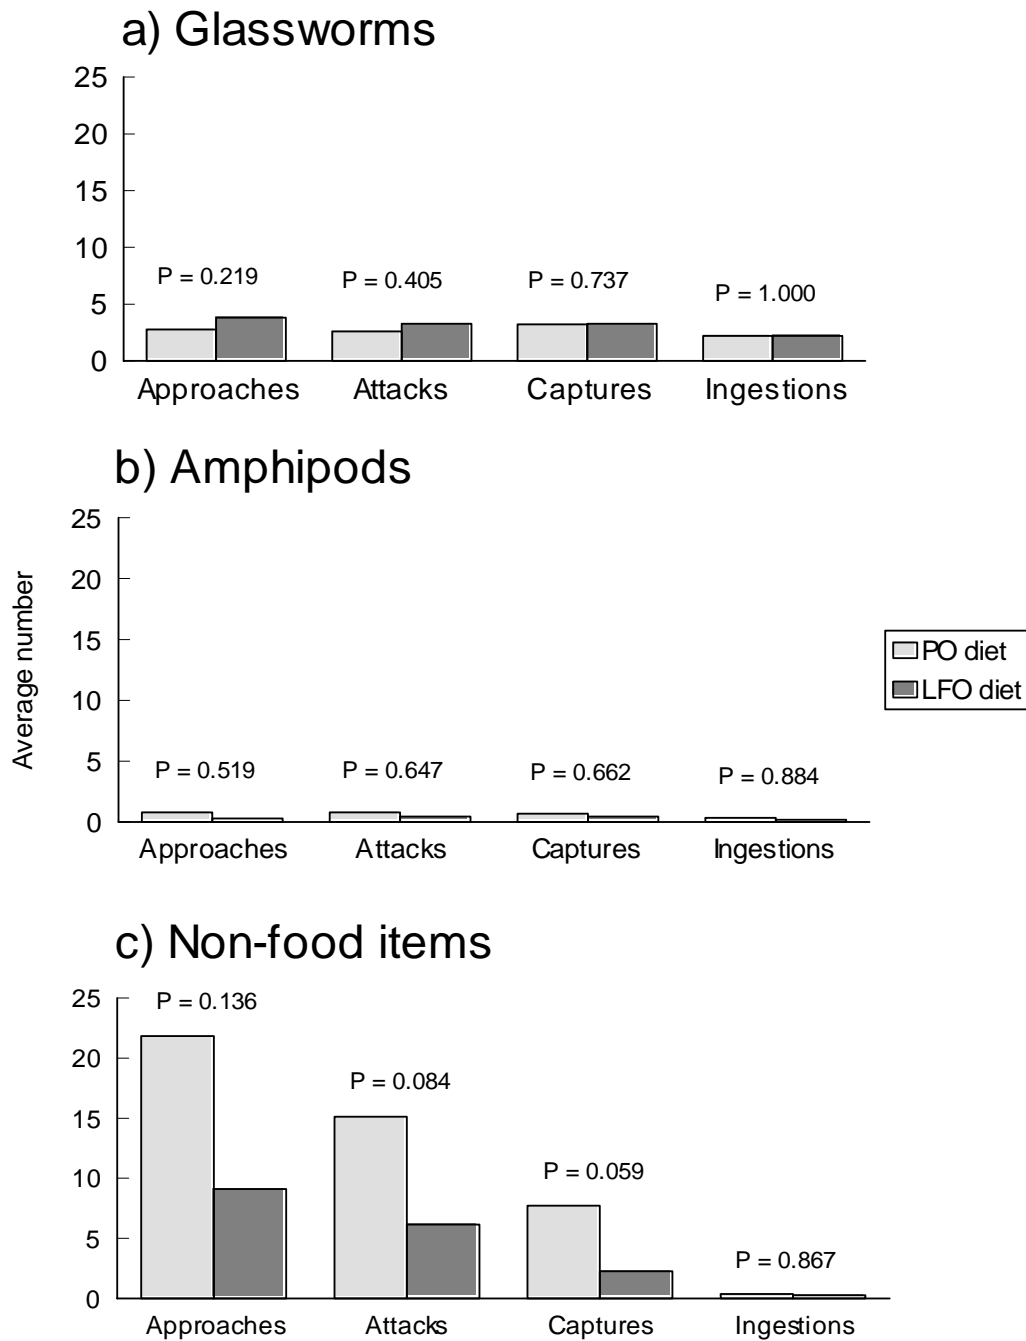 a) Glassworms
25
20
15
10
5
0
P = 0.219
P = 0.405
P = 0.737
P = 1.000
Approaches Attacks Captures Ingestions
b) Amphipods
Average number
25
20
15
10
5
0
P = 0.519
P = 0.647
P = 0.662
P = 0.884
Approaches Attacks Captures Ingestions
PO diet
LFO diet
c) Non-food items
25
20
15
10
5
0
P = 0.136
P = 0.084
P = 0.059
P = 0.867
Approaches Attacks Captures Ingestions